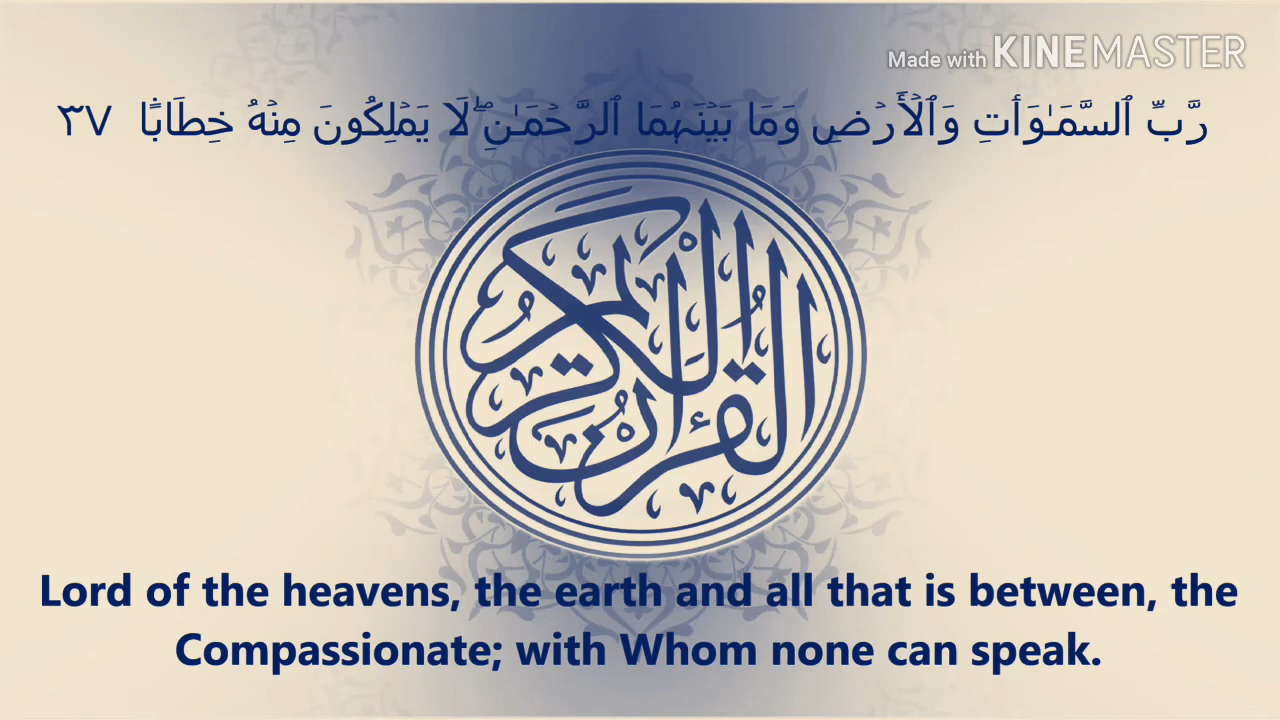 Made with KINEMASTER
رَّبِّ ٱلسَّمَـٰوَٲتِ وَٱلۡأَرۡضِ وَمَا بَيۡنَہُمَا ٱلرَّحۡمَـٰنِ‌ۖ لَا يَمۡلِكُونَ مِنۡهُ خِطَابً۬ا ٣٧
القرآن الكريم
Lord of the heavens, the earth and all that is between, the
Compassionate; with Whom none can speak.